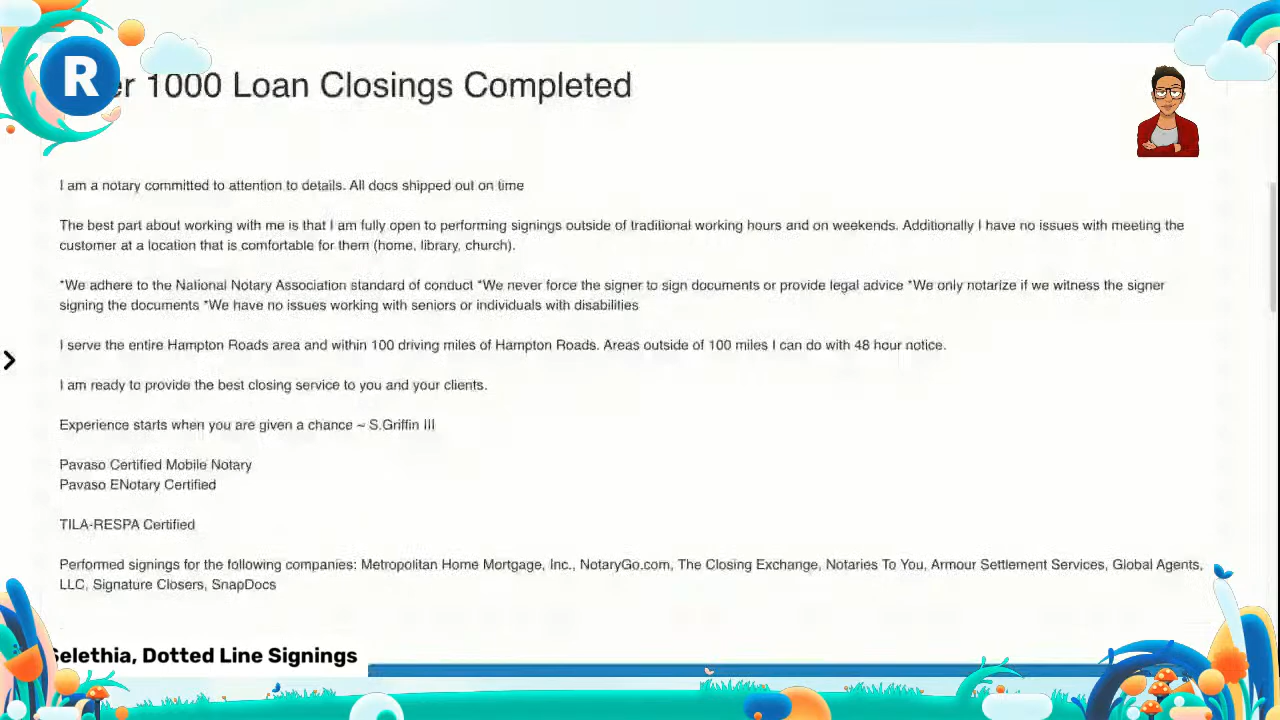 R
er 1000 Loan Closings Completed
I am a notary committed to attention to details. All docs shipped out on time
The best part about working with me is that I am fully open to performing signings outside of traditional working hours and on weekends. Additionally I have no issues with meeting the
customer at a location that is comfortable for them (home, library, church).
*We adhere to the National Notary Association standard of conduct *We never force the signer to sign documents or provide legal advice *We only notarize if we witness the signer
signing the documents *We have no issues working with seniors or individuals with disabilities
I serve the entire Hampton Roads area and within 100 driving miles of Hampton Roads. Areas outside of 100 miles I can do with 48 hour notice.
I am ready to provide the best closing service to you and your clients.
Experience starts when you are given a chance ~ S.Griffin III
Pavaso Certified Mobile Notary
Pavaso ENotary Certified
TILA-RESPA Certified
Performed signings for the following companies: Metropolitan Home Mortgage, Inc., NotaryGo.com, The Closing Exchange, Notaries To You, Armour Settlement Services, Global Agents,
LLC, Signature Closers, SnapDocs
Selethia, Dotted Line Signings